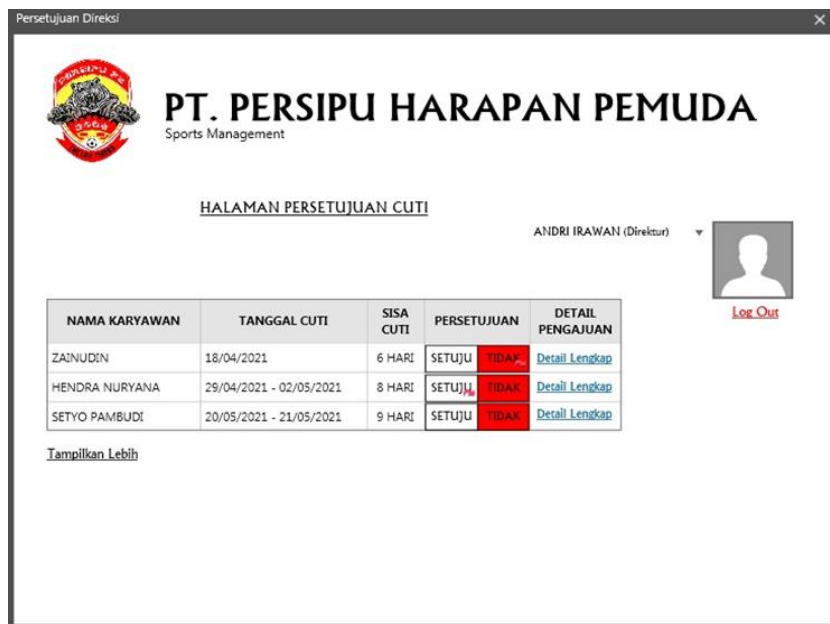 Persetujuan Direksi
PERSIPU FC
PT. PERSIPU HARAPAN PEMUDA
Sports Management
HALAMAN PERSETUJUAN CUTI
ANDRI IRAWAN (Direktur)
Log Out
NAMA KARYAWAN TANGGAL CUTI SISA CUTI PERSETUJUAN DETAIL PENGAJUAN
ZAINUDIN 18/04/2021 6 HARI SETUJU TIDAK Detail Lengkap
HENDRA NURYANA 29/04/2021 - 02/05/2021 8 HARI SETUJU TIDAK Detail Lengkap
SETYO PAMBUDI 20/05/2021 - 21/05/2021 9 HARI SETUJU TIDAK Detail Lengkap
Tampilkan Lebih